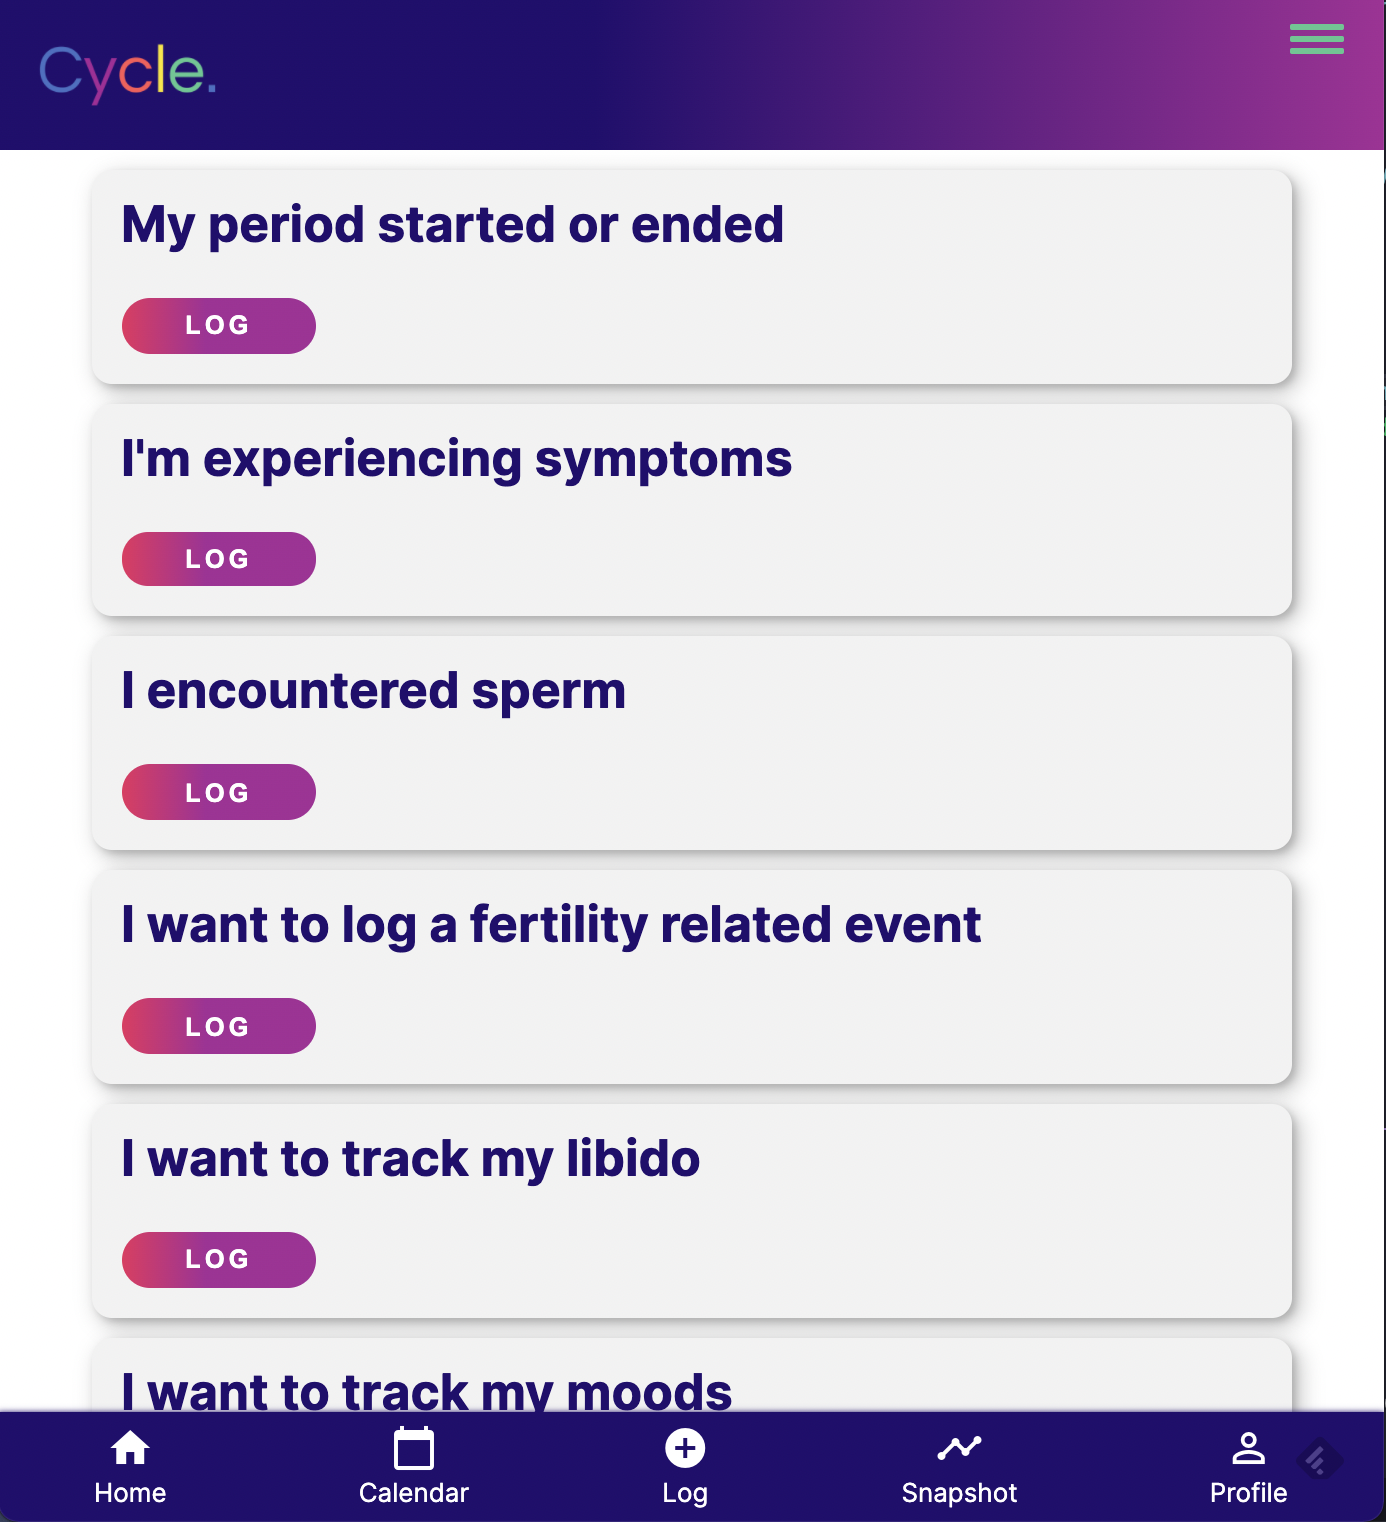 Cycle.
My period started or ended
LOG
I'm experiencing symptoms
LOG
I encountered sperm
LOG
I want to log a fertility related event
LOG
I want to track my libido
LOG
I want to track my moods
Home
Calendar
Log
Snapshot
Profile